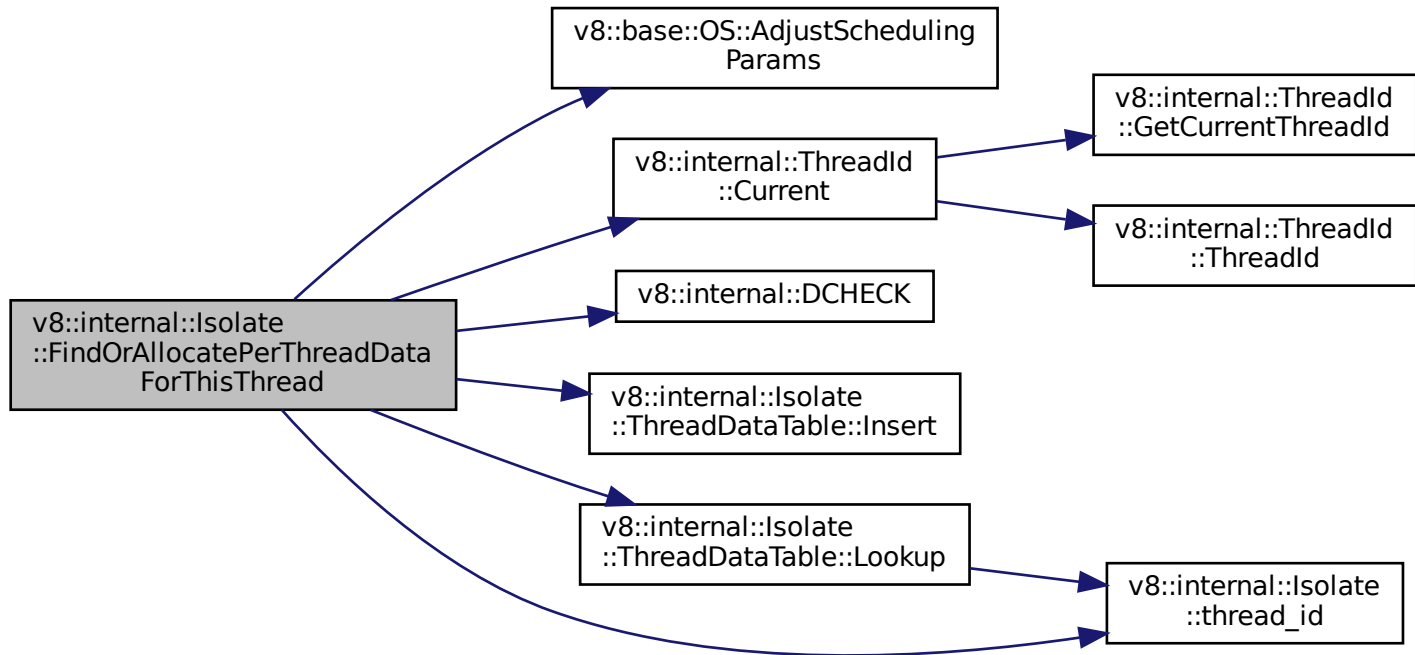 v8::base::OS::AdjustScheduling
Params
v8::internal::ThreadId
::GetCurrentThreadId
v8::internal::ThreadId
::Current
v8::internal::ThreadId
::ThreadId
v8::internal::DCHECK
v8::internal::Isolate
::FindOrAllocatePerThreadData
ForThisThread
v8::internal::Isolate
::ThreadDataTable::Insert
v8::internal::Isolate
::ThreadDataTable::Lookup
v8::internal::Isolate
::thread_id